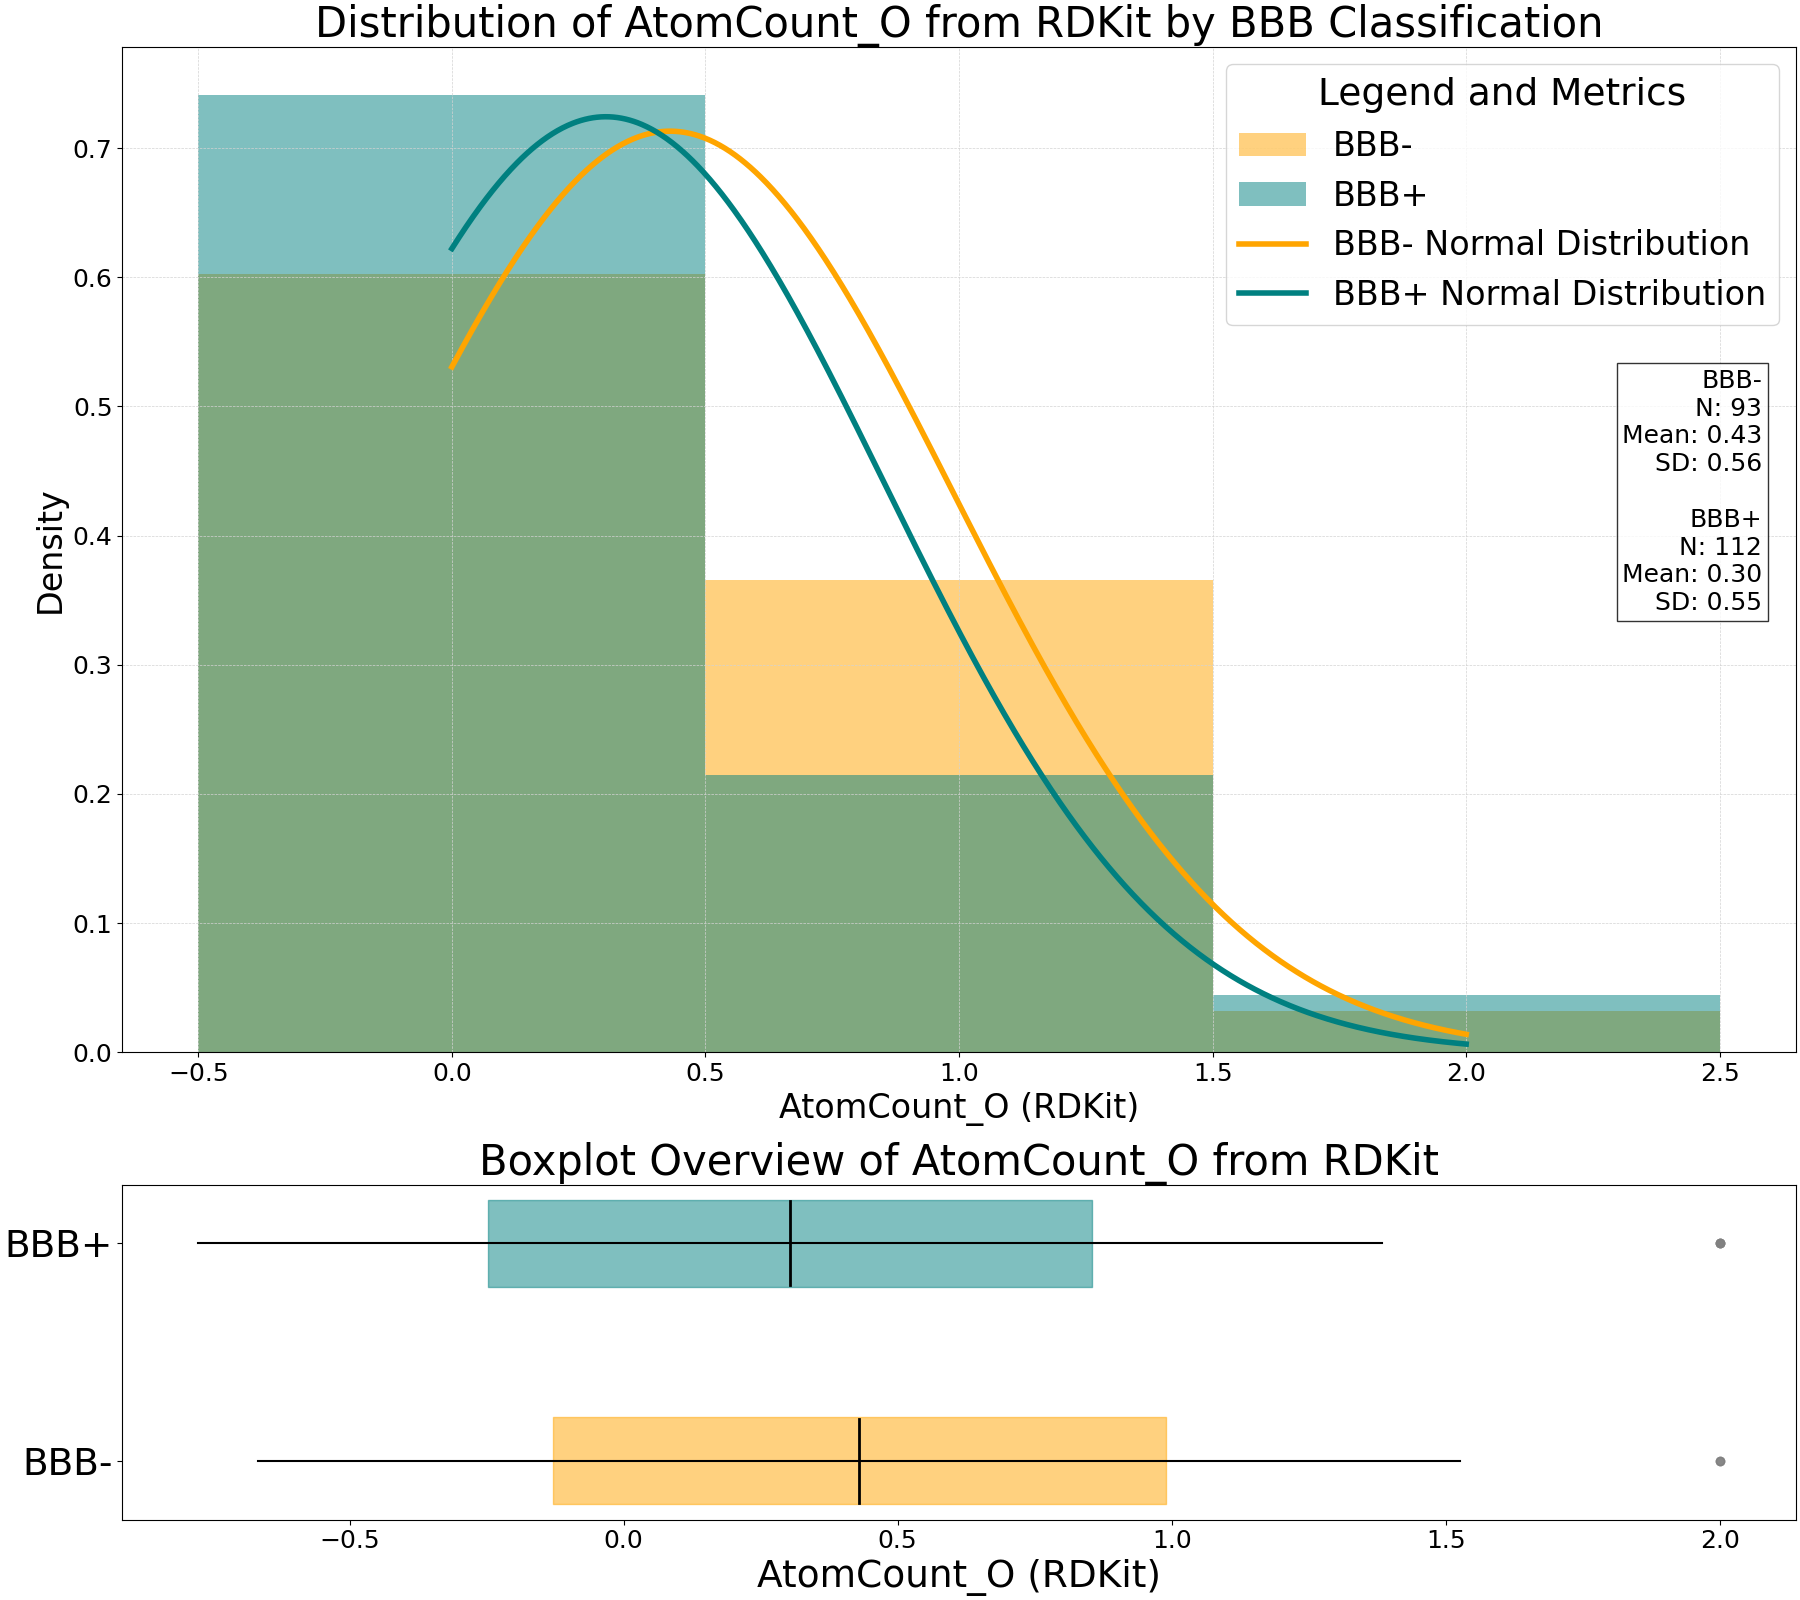 Distribution of AtomCount_O from RDKit by BBB Classification
Legend and Metrics
BBB-
BBB+
BBB- Normal Distribution
BBB+ Normal Distribution
BBB-
N: 93
Mean: 0.43
SD: 0.56
BBB+
N: 112
Mean: 0.30
SD: 0.55
Density
0.7
0.6
0.5
0.4
0.3
0.2
0.1
0.0
−0.5 0.0 0.5 1.0 1.5 2.0 2.5
AtomCount_O (RDKit)
Boxplot Overview of AtomCount_O from RDKit
BBB+
BBB-
−0.5 0.0 0.5 1.0 1.5 2.0
AtomCount_O (RDKit)